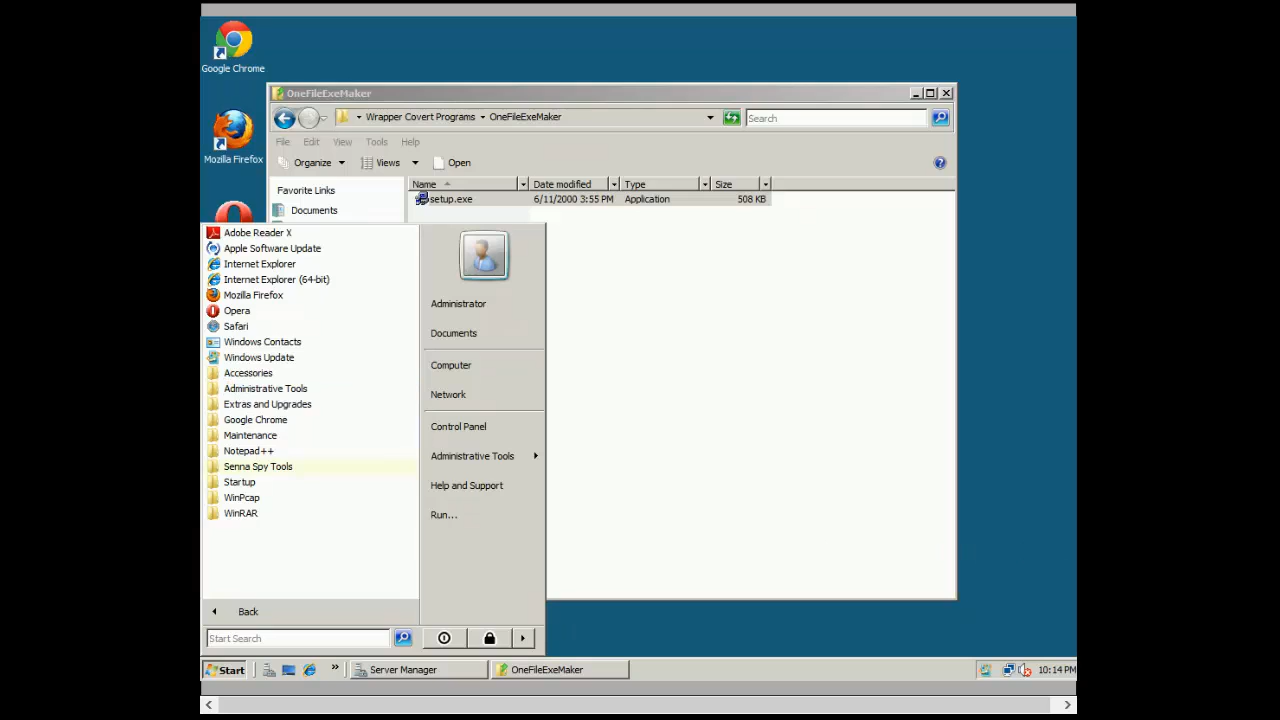 Google Chrome
Mozilla Firefox
OneFileExeMaker
Wrapper Covert Programs OneFileExeMaker
Search
File Edit View Tools Help
Organize Views Open
Favorite Links
Name Date modified Type Size
Documents
setup.exe 6/11/2000 3:55 PM Application 508 KB
Adobe Reader X
Apple Software Update
Internet Explorer
Internet Explorer (64-bit)
Mozilla Firefox
Opera
Safari
Windows Contacts
Windows Update
Accessories
Administrative Tools
Extras and Upgrades
Google Chrome
Maintenance
Notepad++
Senna Spy Tools
Startup
WinPcap
WinRAR
Back
Start Search
Administrator
Documents
Computer
Network
Control Panel
Administrative Tools
Help and Support
Run...
Start
Server Manager
OneFileExeMaker
10:14 PM